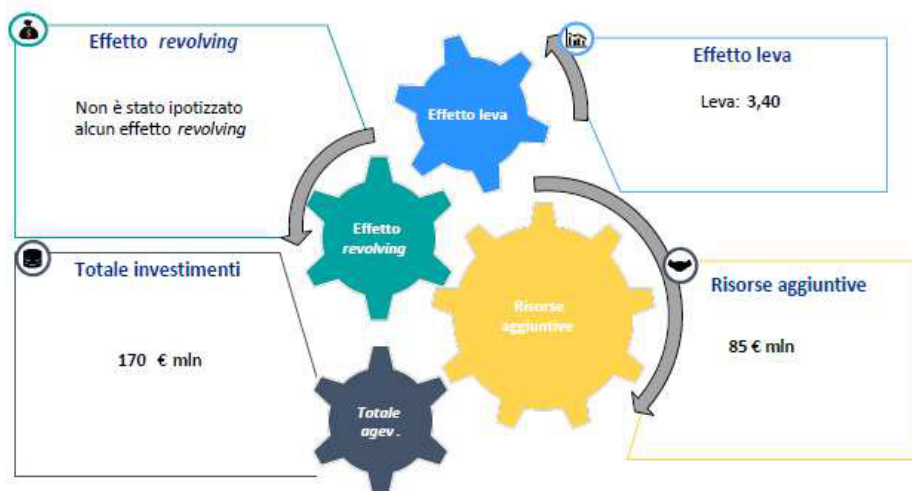 Effetto revolving
Non è stato ipotizzato
alcun effetto revolving
Effetto leva
Effetto leva
Leva: 3,40
Effetto
revolving
Totale investimenti
170 € mln
Risorse
aggiuntive
Risorse aggiuntive
85 € mln
Totale
agev .